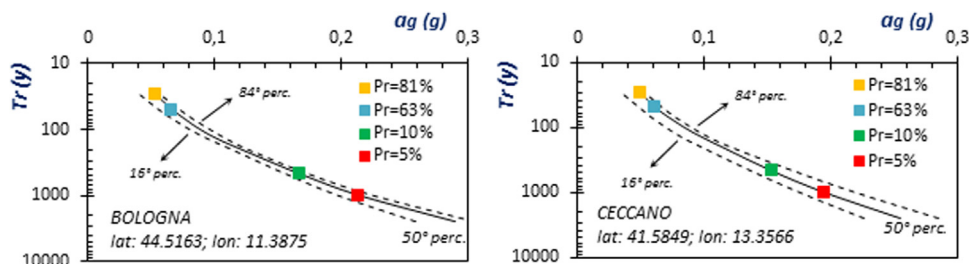 ag (g)
0 0,1 0,2 0,3
Tr (y)
10
100
1000
10000
84° perc.
16° perc.
50° perc.
Pr=81%
Pr=63%
Pr=10%
Pr=5%
BOLOGNA
lat: 44.5163; lon: 11.3875
ag (g)
0 0,1 0,2 0,3
Tr (y)
10
100
1000
10000
84° perc.
16° perc.
50° perc.
Pr=81%
Pr=63%
Pr=10%
Pr=5%
CECCANO
lat: 41.5849; lon: 13.3566